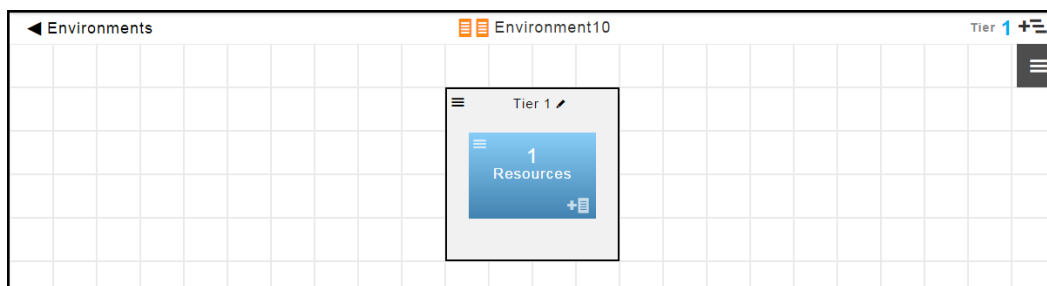 ◀ Environments
Environment10
Tier 1
Tier 1
1
Resources